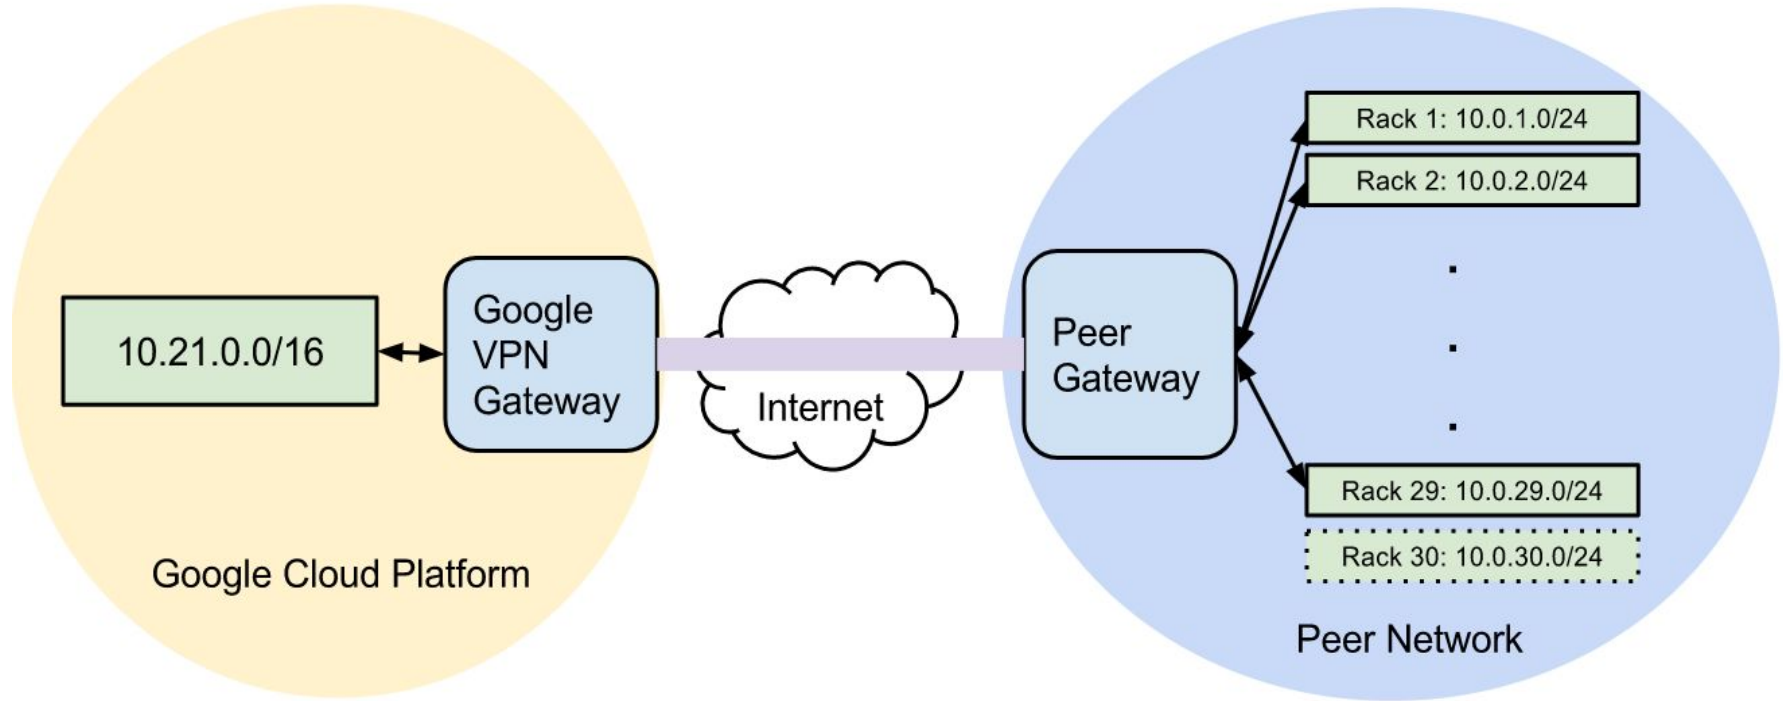 10.21.0.0/16
Google
VPN
Gateway
Internet
Google Cloud Platform
Peer
Gateway
Rack 1: 10.0.1.0/24
Rack 2: 10.0.2.0/24
.
.
.
Rack 29: 10.0.29.0/24
Rack 30: 10.0.30.0/24
Peer Network